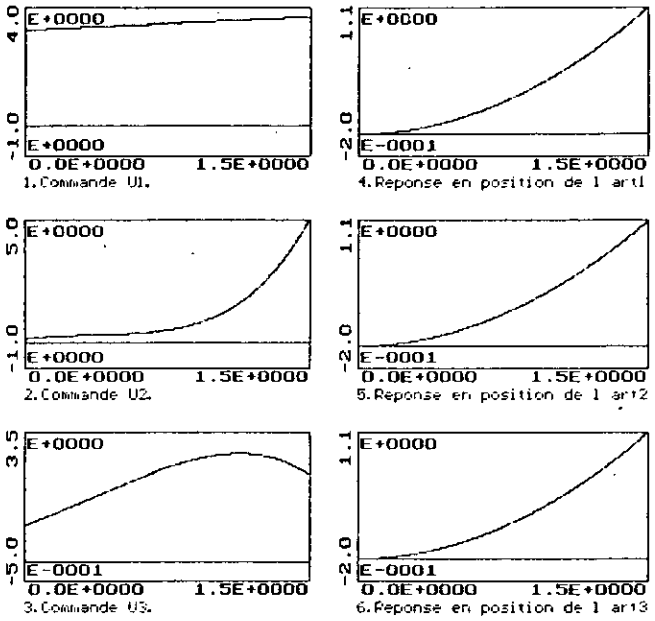 4.0
E+0000
-1.0
E+0000
0.0E+0000 1.5E+0000
1.Commande U1.
1.1
E+0000
-2.0
E-0001
0.0E+0000 1.5E+0000
4.Reponse en position de l art1
5.0
E+0000
-1.0
E+0000
0.0E+0000 1.5E+0000
2.Commande U2.
1.1
E+0000
-2.0
E-0001
0.0E+0000 1.5E+0000
5.Reponse en position de l art2
3.5
E+0000
-5.0
E-0001
0.0E+0000 1.5E+0000
3.Commande U3.
1.1
E+0000
-2.0
E-0001
0.0E+0000 1.5E+0000
6.Reponse en position de l art3